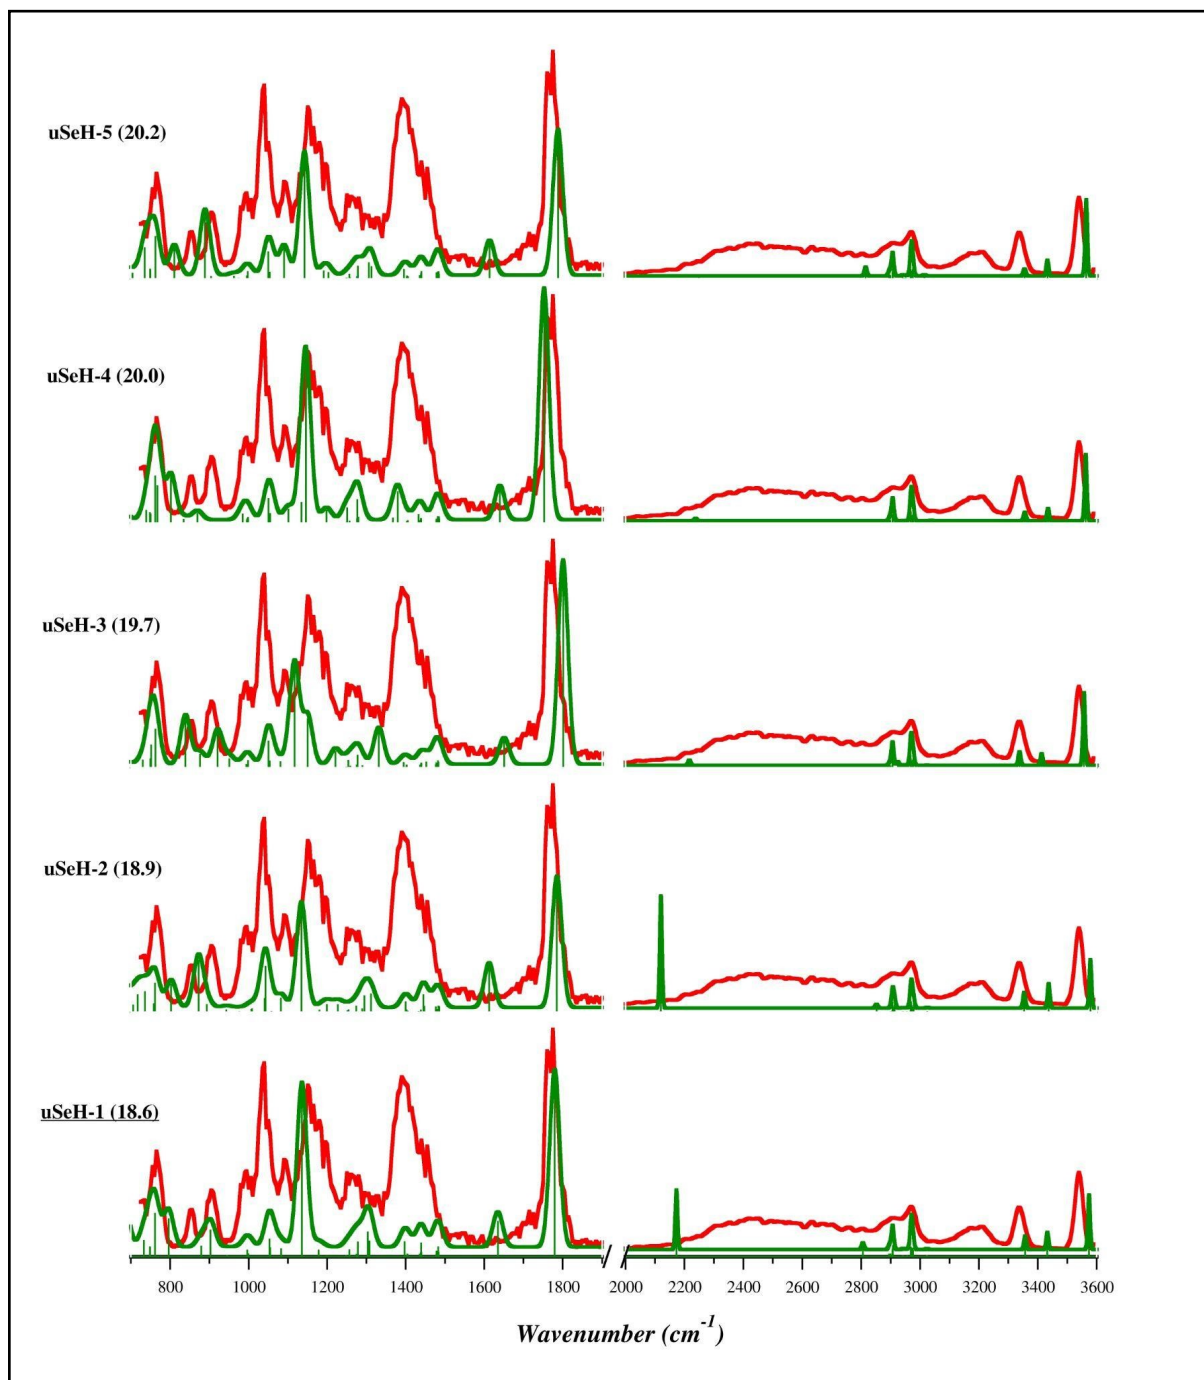 uSeH-5 (20.2)
uSeH-4 (20.0)
uSeH-3 (19.7)
uSeH-2 (18.9)
uSeH-1 (18.6)
800 1000 1200 1400 1600 1800 2000 2200 2400 2600 2800 3000 3200 3400 3600
Wavenumber (cm⁻¹)